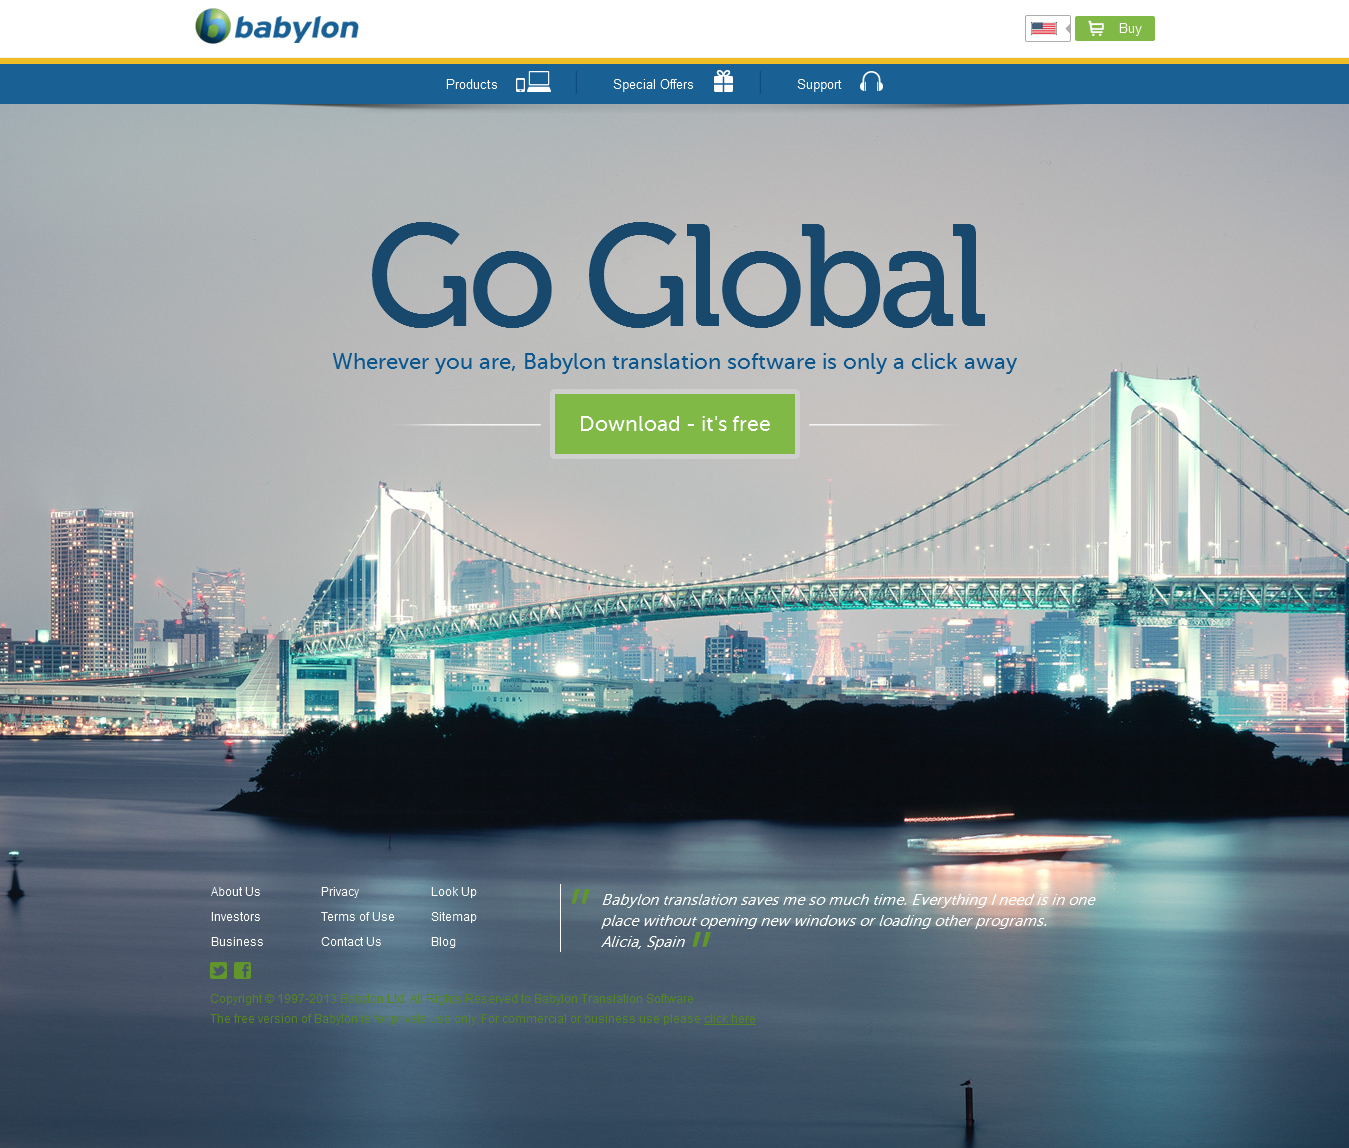 babylon
Buy
Products
Special Offers
Support
Go Global
Wherever you are, Babylon translation software is only a click away
Download - it's free
About Us
Privacy
Look Up
Investors
Terms of Use
Sitemap
Business
Contact Us
Blog
" Babylon translation saves me so much time. Everything I need is in one
place without opening new windows or loading other programs.
Alicia, Spain "
Copyright © 1997-2013 Babylon Ltd. all Rights Reserved to Babylon Translation Software
The free version of Babylon is for private use only. For commercial or business use please click here